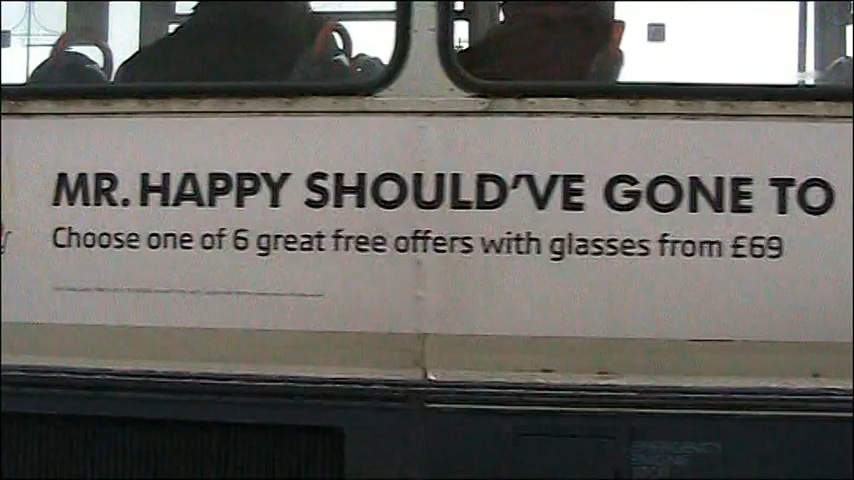 MR. HAPPY SHOULD'VE GONE TO
Choose one of 6 great free offers with glasses from £69